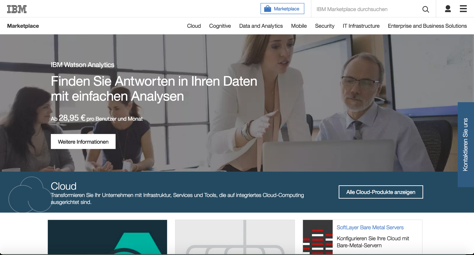 IBM
Marketplace
IBM Marketplace durchsuchen
Marketplace
Cloud Cognitive Data and Analytics Mobile Security IT Infrastructure Enterprise and Business Solutions
IBM Watson Analytics
Finden Sie Antworten in Ihren Daten
mit einfachen Analysen
Ab 28,95 € pro Benutzer und Monat
Weitere Informationen
Kontaktieren Sie uns
Cloud
Transformieren Sie Ihr Unternehmen mit Infrastruktur, Services und Tools, die auf integriertes Cloud-Computing
ausgerichtet sind.
Alle Cloud-Produkte anzeigen
SoftLayer Bare Metal Servers
Konfigurieren Sie Ihre Cloud mit
Bare-Metal-Servern